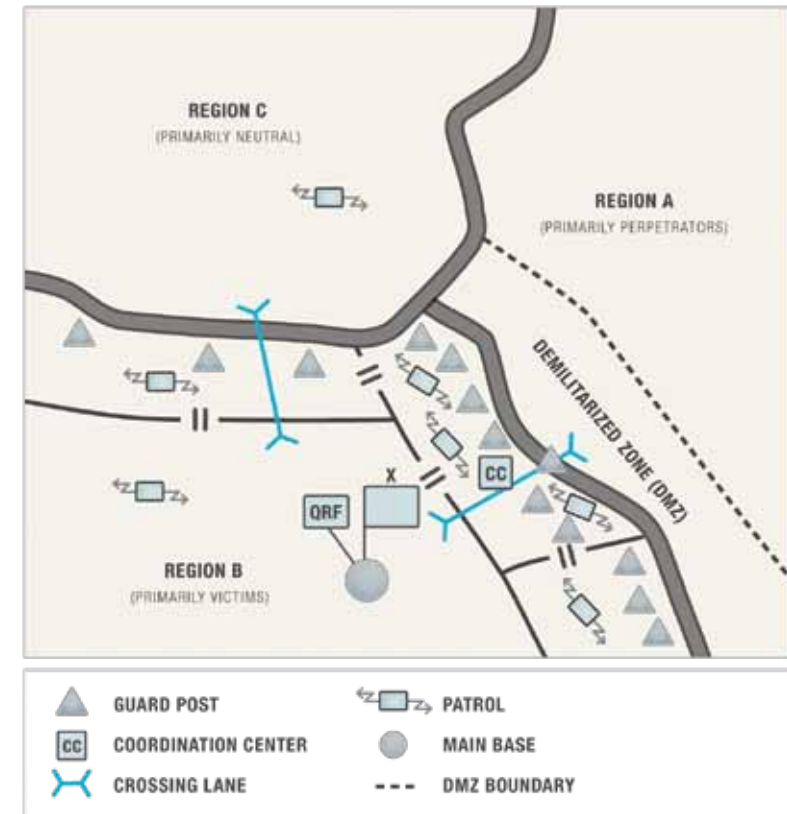 REGION C
(PRIMARILY NEUTRAL)
REGION A
(PRIMARILY PERPETRATORS)
DEMILITARIZED ZONE (DMZ)
CC
X
QRF
REGION B
(PRIMARILY VICTIMS)
GUARD POST
PATROL
CC
COORDINATION CENTER
MAIN BASE
CROSSING LANE
DMZ BOUNDARY